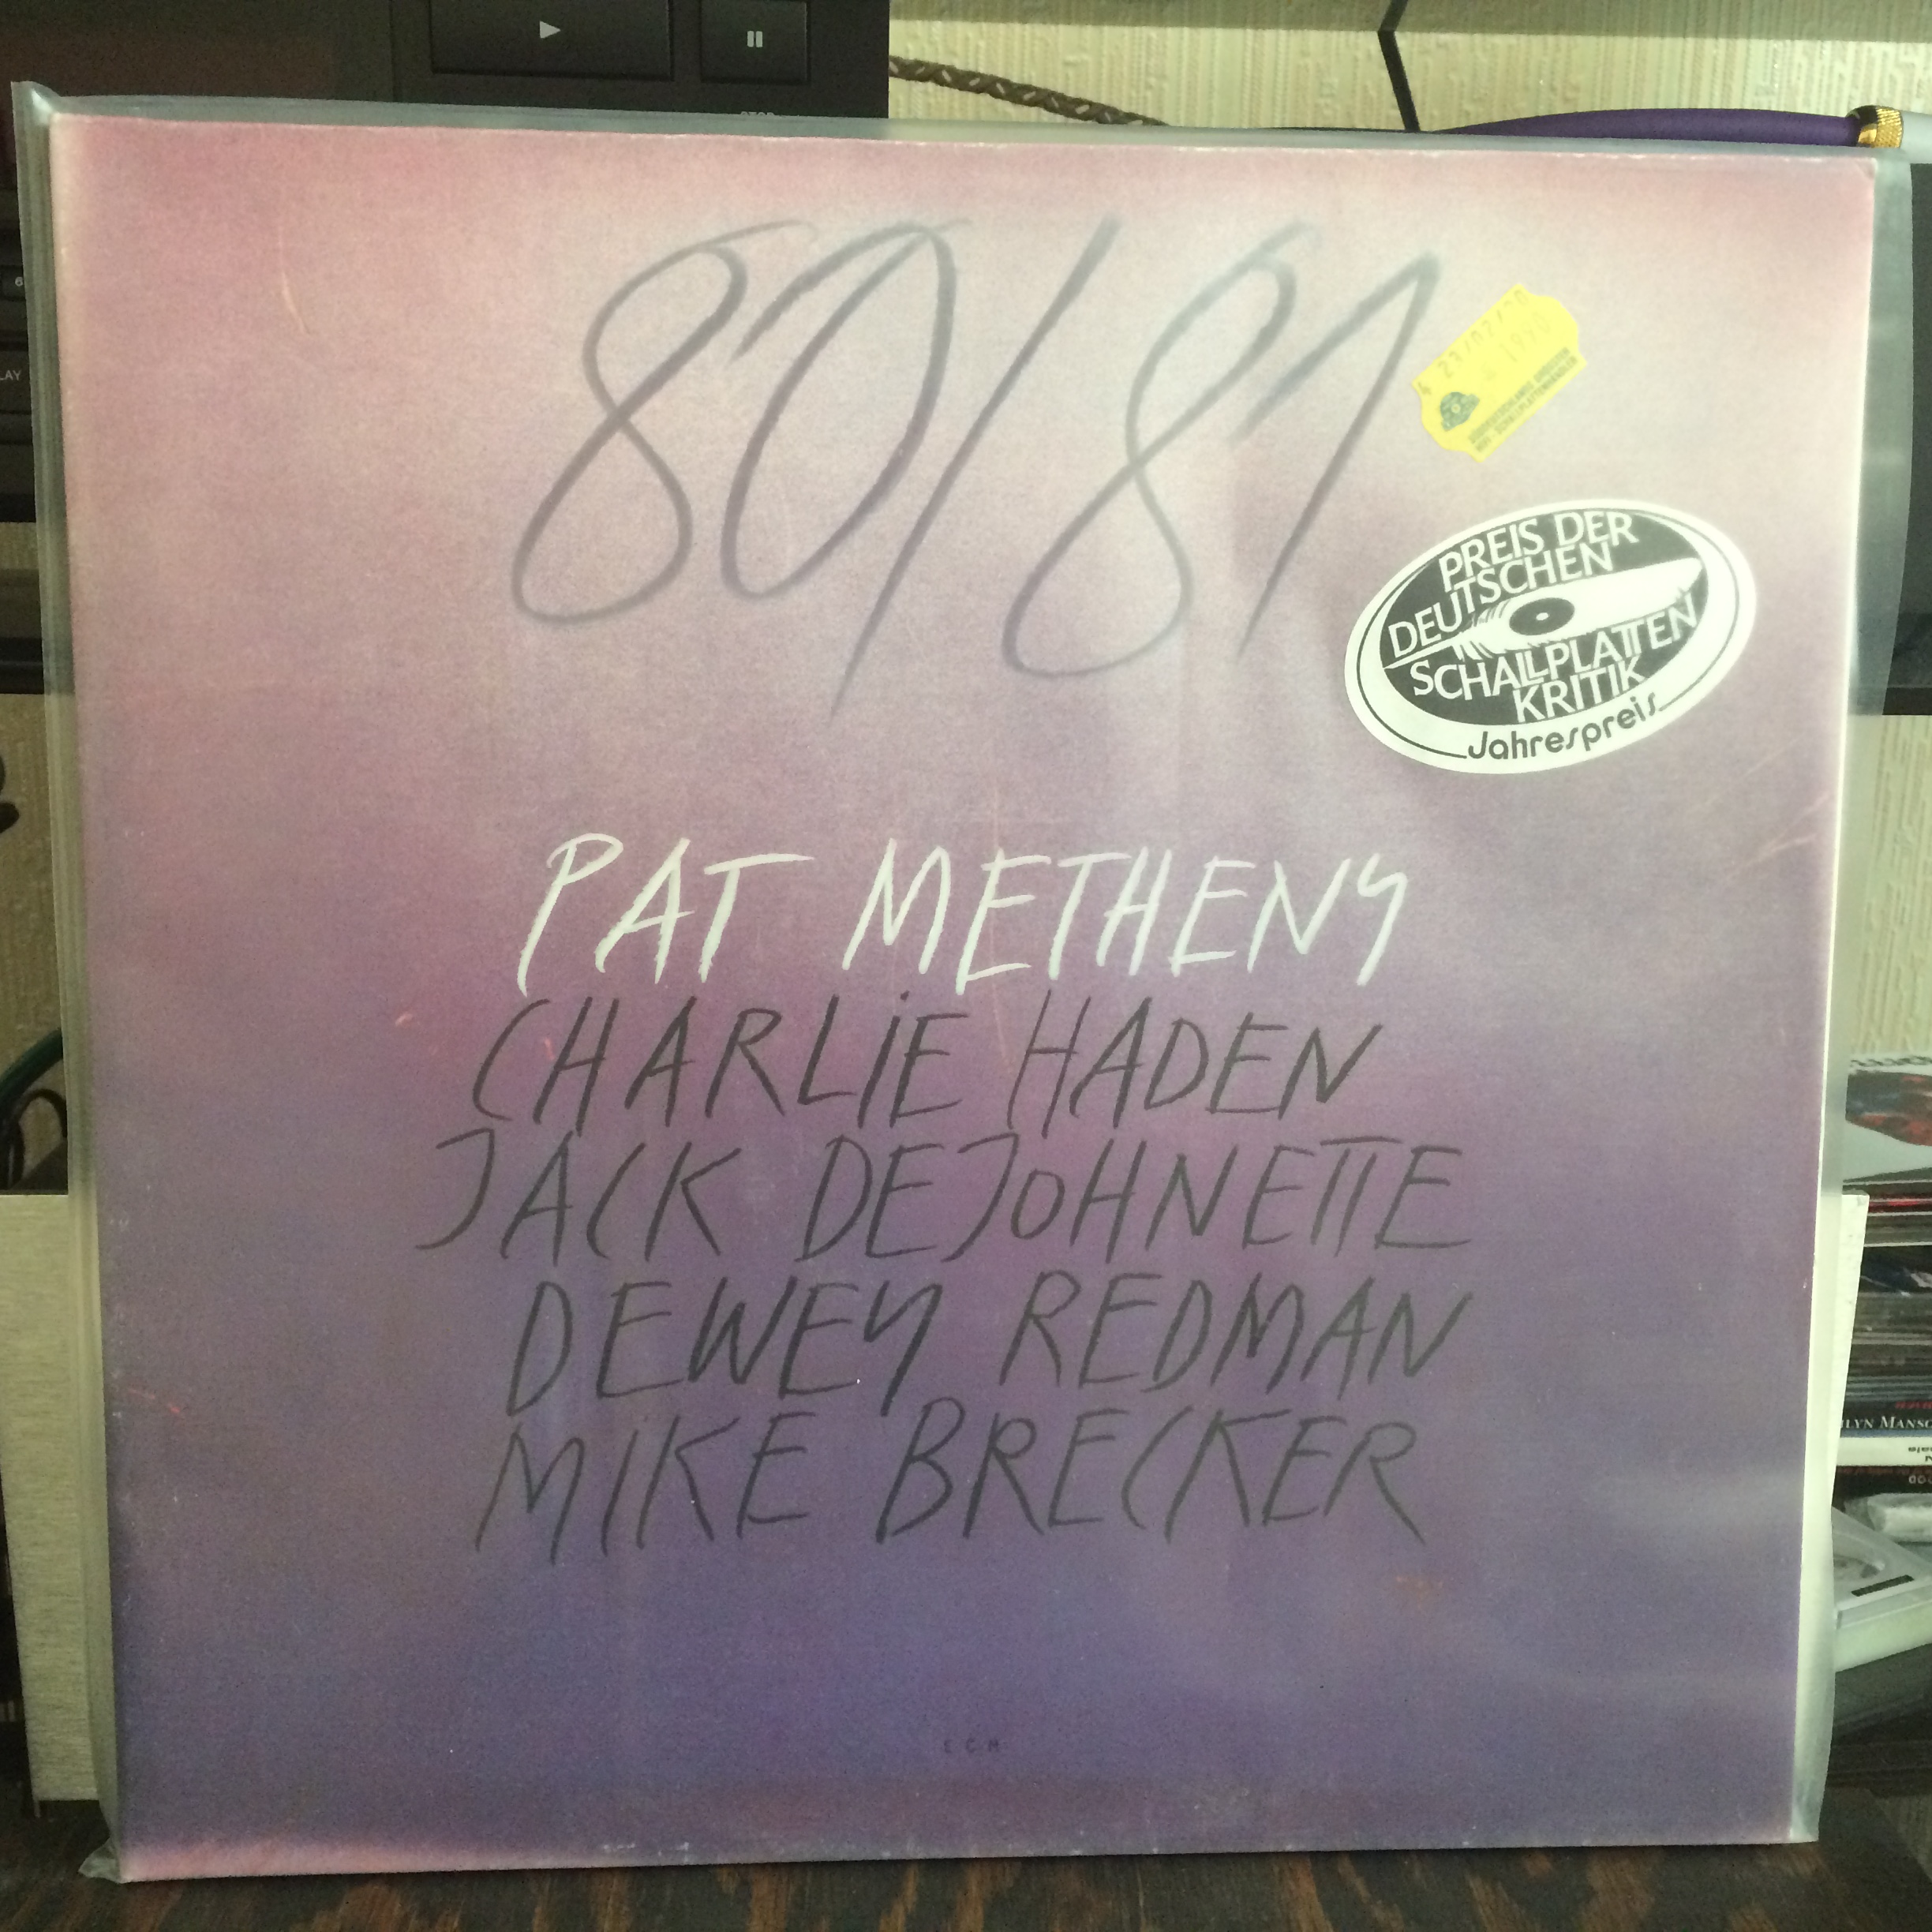 80/81
PREIS DER
DEUTSCHEN
SCHALLPLATTEN
KRITIK
Jahrespreis
PAT METHENY
CHARLIE HADEN
JACK DEJOHNETTE
DEWEY REDMAN
MIKE BRECKER
ECM